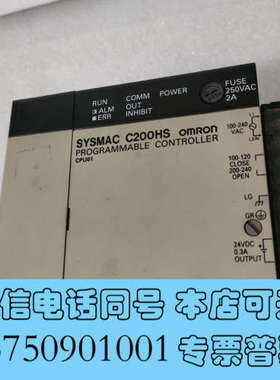 RUN COMM POWER
ALM OUT
ERR INHIBIT
FUSE
250VAC
2A
SYSMAC C200HS OMRON
PROGRAMMABLE CONTROLLER
CPU01
100-240
VAC
100-120
CLOSE
200-240
OPEN
LG
GR
24VDC
0.3A
OUTPUT
信电话同号 本店可
3750901001 专票普